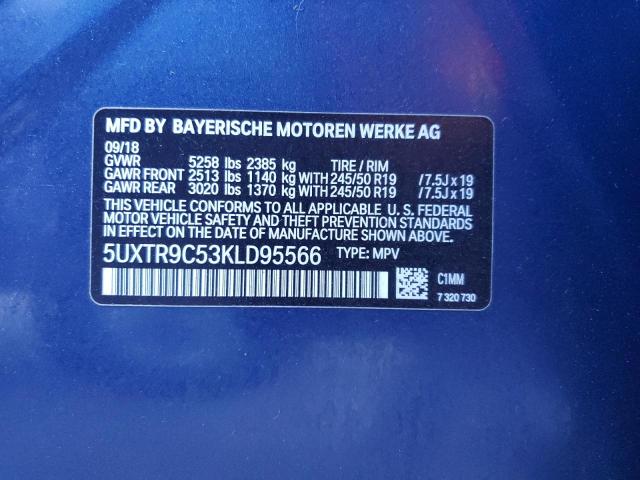 MFD BY BAYERISCHE MOTOREN WERKE AG
09/18
GVWR 5258 lbs 2385 kg TIRE / RIM
GAWR FRONT 2513 lbs 1140 kg WITH 245/50 R19 /7.5J x 19
GAWR REAR 3020 lbs 1370 kg WITH 245/50 R19 /7.5J x 19
THIS VEHICLE CONFORMS TO ALL APPLICABLE U. S. FEDERAL
MOTOR VEHICLE SAFETY AND THEFT PREVENTION STANDARDS
IN EFFECT ON THE DATE OF MANUFACTURE SHOWN ABOVE.
5UXTR9C53KLD95566 TYPE: MPV
C1MM
7 320 730